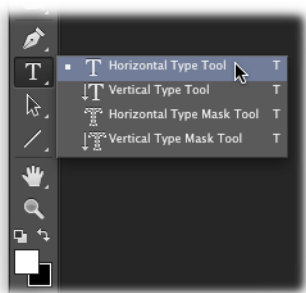 T Horizontal Type Tool T
T Vertical Type Tool T
T Horizontal Type Mask Tool T
T Vertical Type Mask Tool T